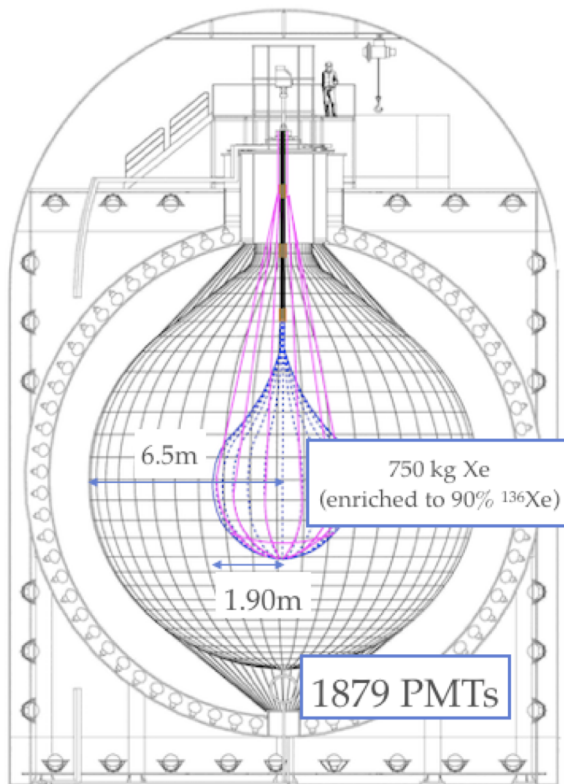 6.5m
750 kg Xe
(enriched to 90% ¹³⁶Xe)
1.90m
1879 PMTs